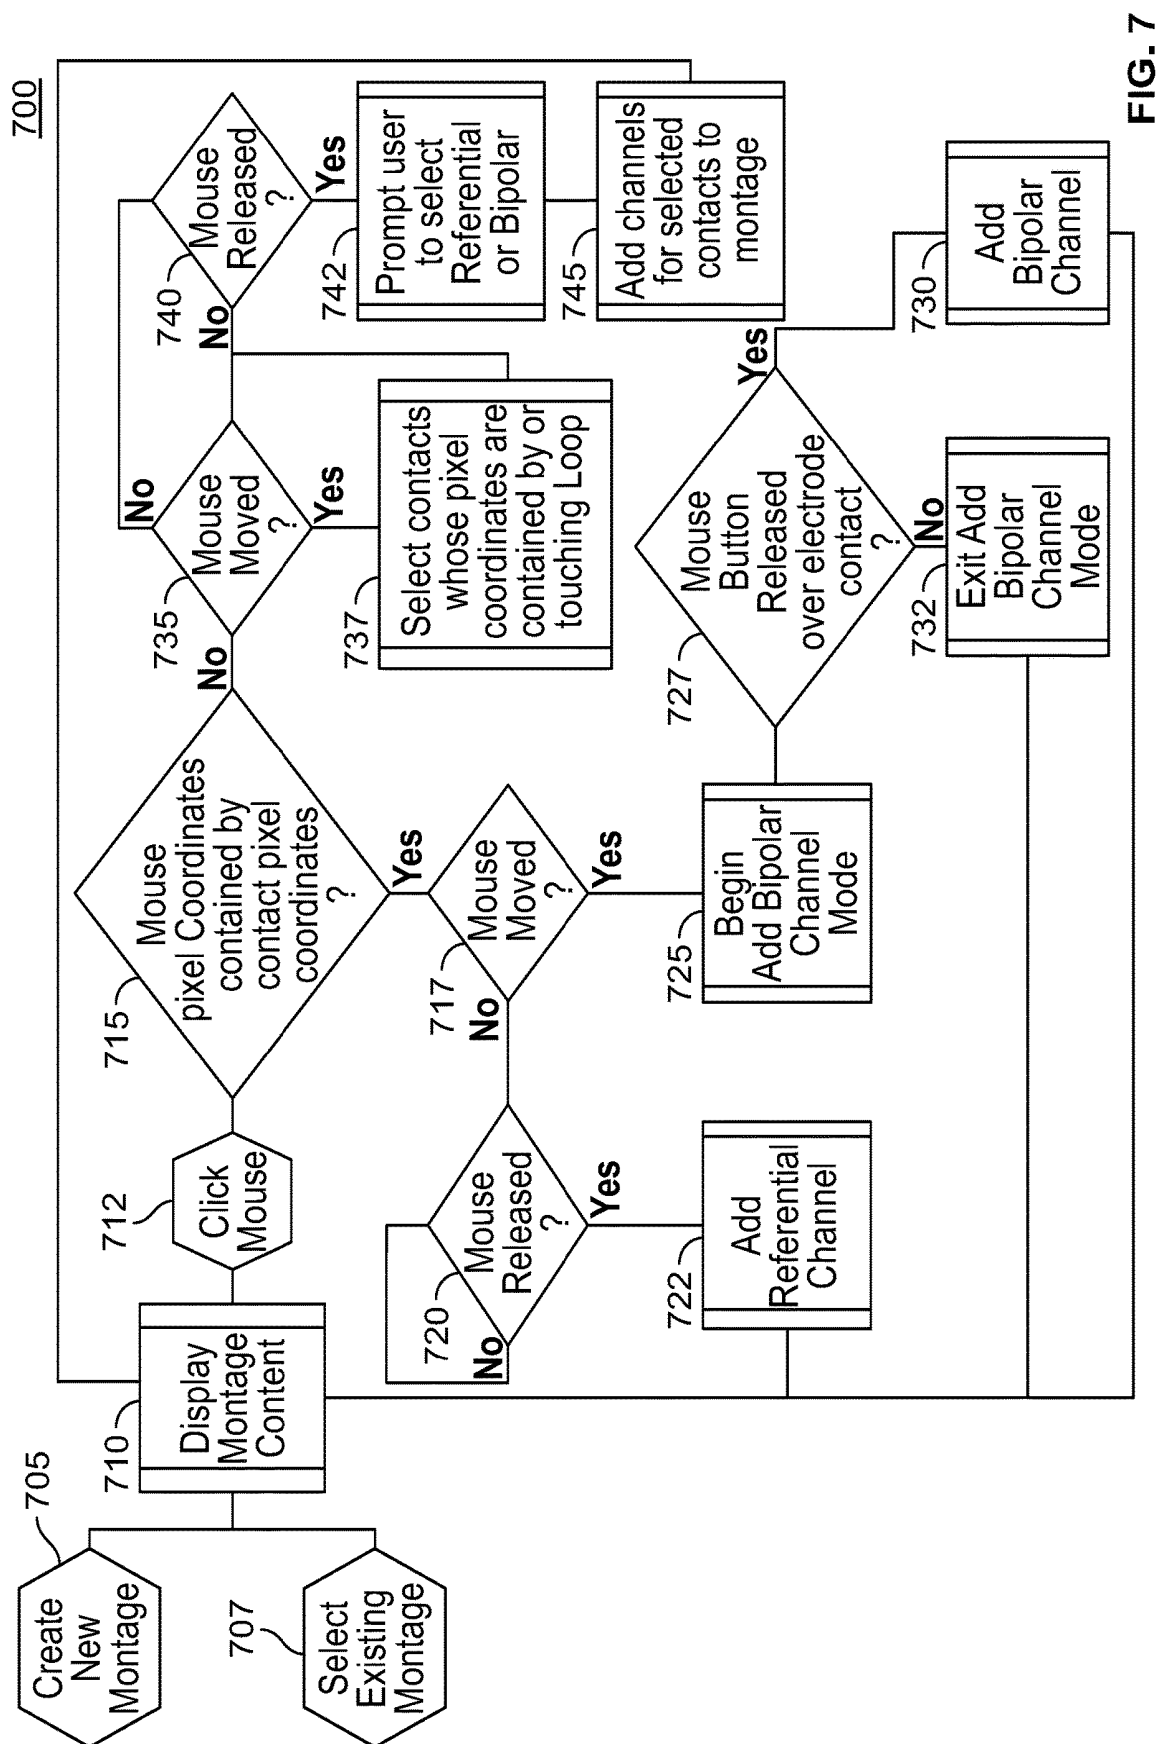 700
705
Create
New
Montage
707
Select
Existing
Montage
710
Display
Montage
Content
712
Click
Mouse
715
Mouse
pixel Coordinates
contained by
contact pixel
coordinates
?
No
Yes
735
Mouse
Moved
?
No
Yes
740
Mouse
Released
?
No
Yes
737
Select contacts
whose pixel
coordinates are
contained by or
touching Loop
742
Prompt user
to select
Referential
or Bipolar
745
Add channels
for selected
contacts to
montage
717
Mouse
Moved
?
No
Yes
720
Mouse
Released
?
No
Yes
722
Add
Referential
Channel
725
Begin
Add Bipolar
Channel
Mode
727
Mouse
Button
Released
over electrode
contact
?
Yes
No
730
Add
Bipolar
Channel
732
Exit Add
Bipolar
Channel
Mode
FIG. 7